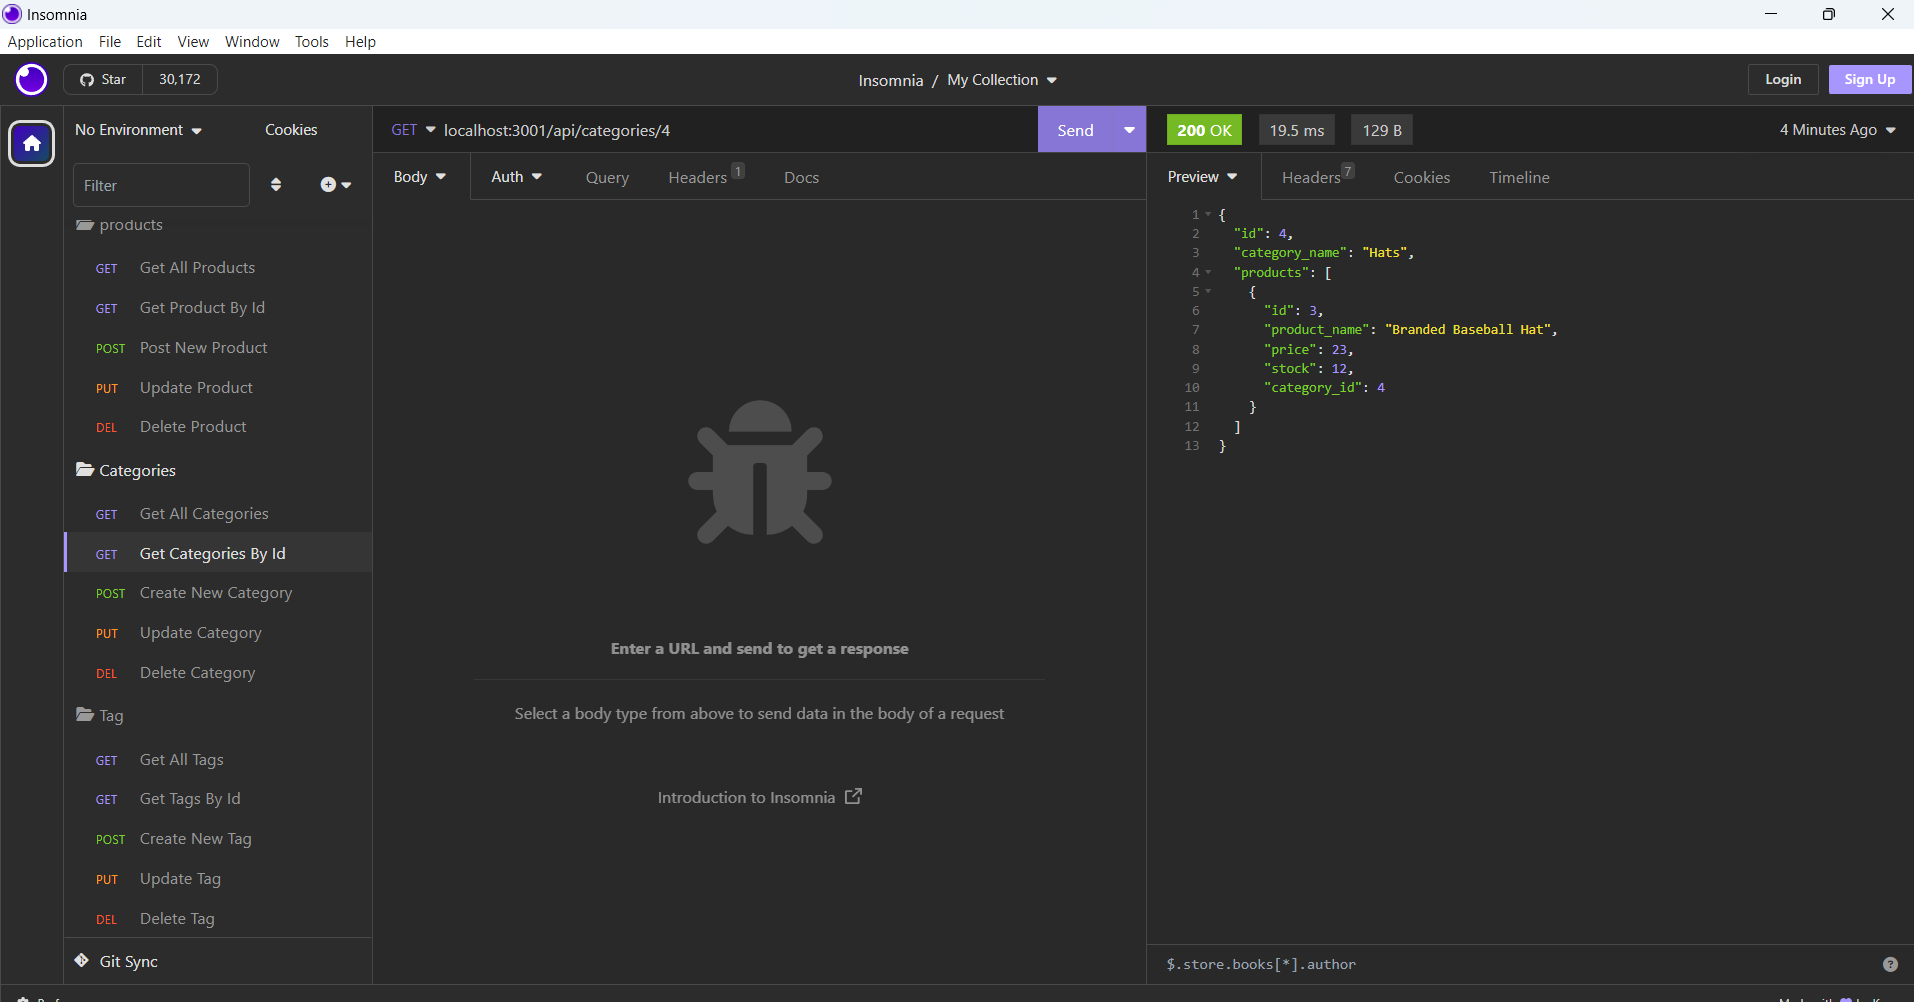 Insomnia
Application File Edit View Window Tools Help
Star 30,172
Insomnia / My Collection
Login Sign Up
No Environment Cookies
Filter
products
GET Get All Products
GET Get Product By Id
POST Post New Product
PUT Update Product
DEL Delete Product
Categories
GET Get All Categories
GET Get Categories By Id
POST Create New Category
PUT Update Category
DEL Delete Category
Tag
GET Get All Tags
GET Get Tags By Id
POST Create New Tag
PUT Update Tag
DEL Delete Tag
Git Sync
GET localhost:3001/api/categories/4 Send
Body Auth Query Headers 1 Docs
Enter a URL and send to get a response
Select a body type from above to send data in the body of a request
Introduction to Insomnia
200 OK 19.5 ms 129 B 4 Minutes Ago
Preview Headers 7 Cookies Timeline
1 {
2 "id": 4,
3 "category_name": "Hats",
4 "products": [
5 {
6 "id": 3,
7 "product_name": "Branded Baseball Hat",
8 "price": 23,
9 "stock": 12,
10 "category_id": 4
11 }
12 ]
13 }
$.store.books[*].author
?